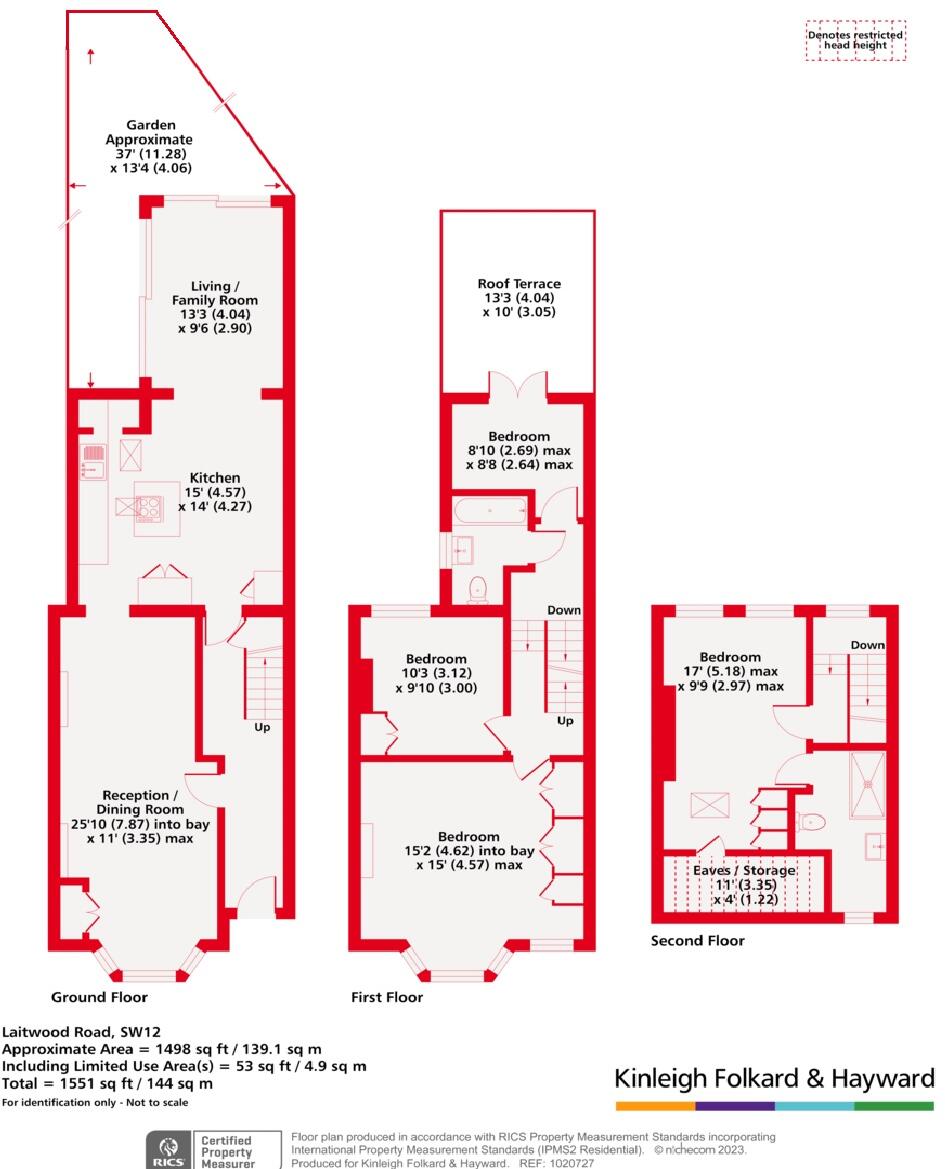 Denotes restricted
head height
Garden
Approximate
37' (11.28)
x 13'4 (4.06)
Living /
Family Room
13'3 (4.04)
x 9'6 (2.90)
Kitchen
15' (4.57)
x 14' (4.27)
Up
Reception /
Dining Room
25'10 (7.87) into bay
x 11' (3.35) max
Ground Floor
Roof Terrace
13'3 (4.04)
x 10' (3.05)
Bedroom
8'10 (2.69) max
x 8'8 (2.64) max
Down
Bedroom
10'3 (3.12)
x 9'10 (3.00)
Up
Bedroom
15'2 (4.62) into bay
x 15' (4.57) max
First Floor
Down
Bedroom
17' (5.18) max
x 9'9 (2.97) max
Eaves / Storage
11' (3.35)
x 4' (1.22)
Second Floor
Laitwood Road, SW12
Approximate Area = 1498 sq ft / 139.1 sq m
Including Limited Use Area(s) = 53 sq ft / 4.9 sq m
Total = 1551 sq ft / 144 sq m
For identification only - Not to scale
Kinleigh Folkard & Hayward
RICS
Certified
Property
Measurer
Floor plan produced in accordance with RICS Property Measurement Standards incorporating
International Property Measurement Standards (IPMS2 Residential). © nichecom 2023.
Produced for Kinleigh Folkard & Hayward. REF: 1020727